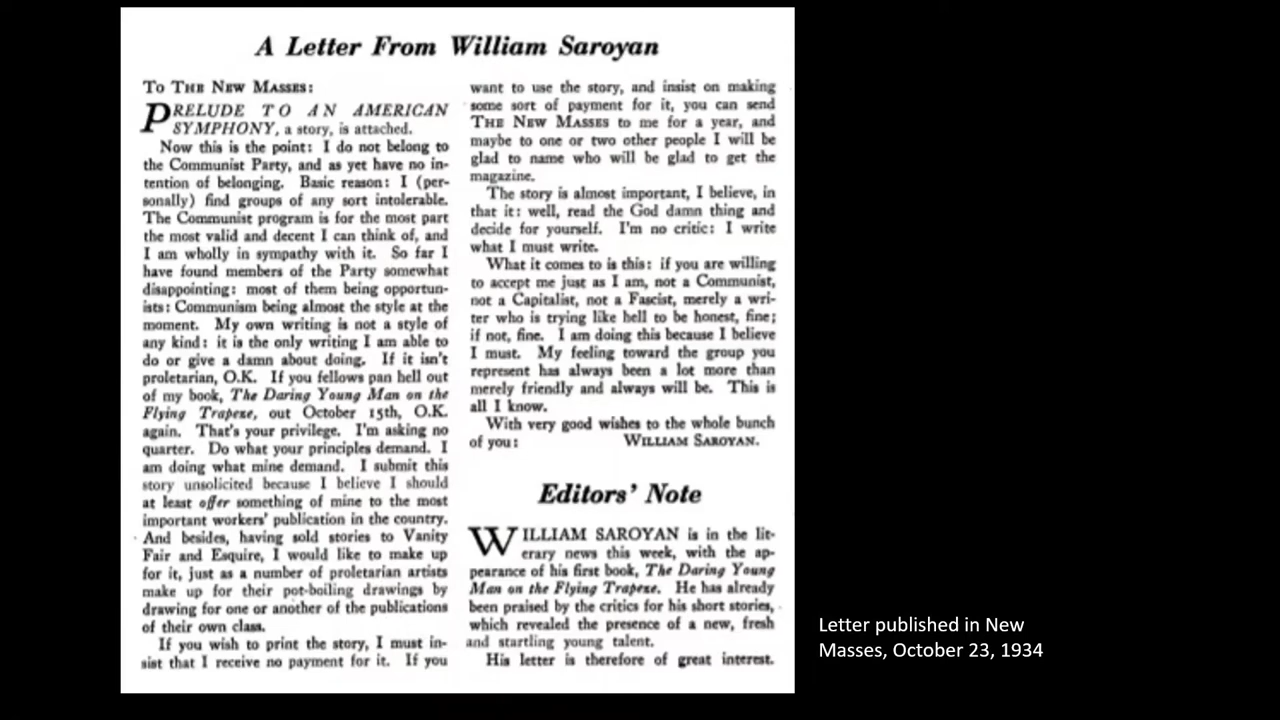 A Letter From William Saroyan
To THE NEW MASSES:
PRELUDE TO AN AMERICAN
SYMPHONY, a story, is attached.
Now this is the point: I do not belong to
the Communist Party, and as yet have no in-
tention of belonging. Basic reason: I (per-
sonally) find groups of any sort intolerable.
The Communist program is for the most part
the most valid and decent I can think of, and
I am wholly in sympathy with it. So far I
have found members of the Party somewhat
disappointing: most of them being opportun-
ists: Communism being almost the style at the
moment. My own writing is not a style of
any kind: it is the only writing I am able to
do or give a damn about doing. If it isn't
proletarian, O.K. If you fellows pan hell out
of my book, The Daring Young Man on the
Flying Trapeze, out October 15th, O.K.
again. That's your privilege. I'm asking no
quarter. Do what your principles demand. I
am doing what mine demand. I submit this
story unsolicited because I believe I should
at least offer something of mine to the most
important workers' publication in the country.
And besides, having sold stories to Vanity
Fair and Esquire, I would like to make up
for it, just as a number of proletarian artists
make up for their pot-boiling drawings by
drawing for one or another of the publications
of their own class.
If you wish to print the story, I must in-
sist that I receive no payment for it. If you
want to use the story, and insist on making
some sort of payment for it, you can send
THE NEW MASSES to me for a year, and
maybe to one or two other people I will be
glad to name who will be glad to get the
magazine.
The story is almost important, I believe, in
that it: well, read the God damn thing and
decide for yourself. I'm no critic: I write
what I must write.
What it comes to is this: if you are willing
to accept me just as I am, not a Communist,
not a Capitalist, not a Fascist, merely a wri-
ter who is trying like hell to be honest, fine;
if not, fine. I am doing this because I believe
I must. My feeling toward the group you
represent has always been a lot more than
merely friendly and always will be. This is
all I know.
With very good wishes to the whole bunch
of you: WILLIAM SAROYAN.
Editors' Note
WILLIAM SAROYAN is in the lit-
erary news this week, with the ap-
pearance of his first book, The Daring Young
Man on the Flying Trapeze. He has already
been praised by the critics for his short stories,
which revealed the presence of a new, fresh
and startling young talent.
His letter is therefore of great interest.
Letter published in New
Masses, October 23, 1934